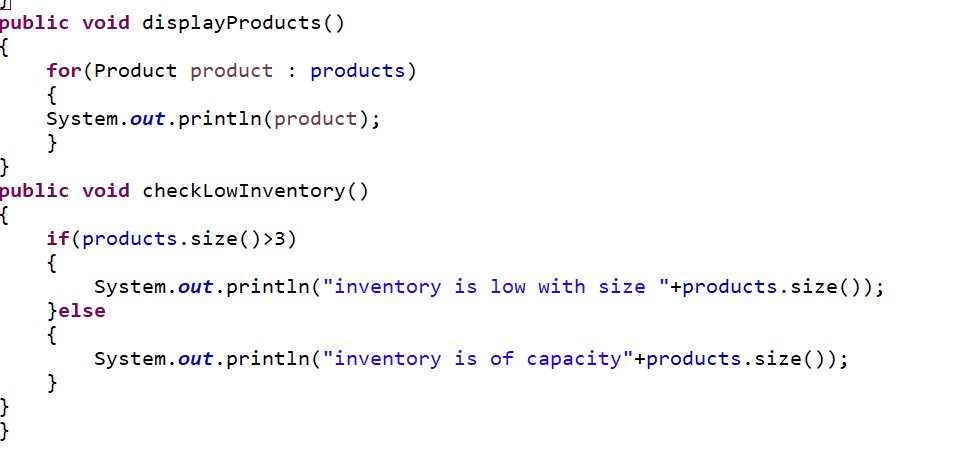 }
public void displayProducts()
{
    for(Product product : products)
    {
    System.out.println(product);
    }
}
public void checkLowInventory()
{
    if(products.size()>3)
    {
        System.out.println("inventory is low with size "+products.size());
    }else
    {
        System.out.println("inventory is of capacity"+products.size());
    }
}
}